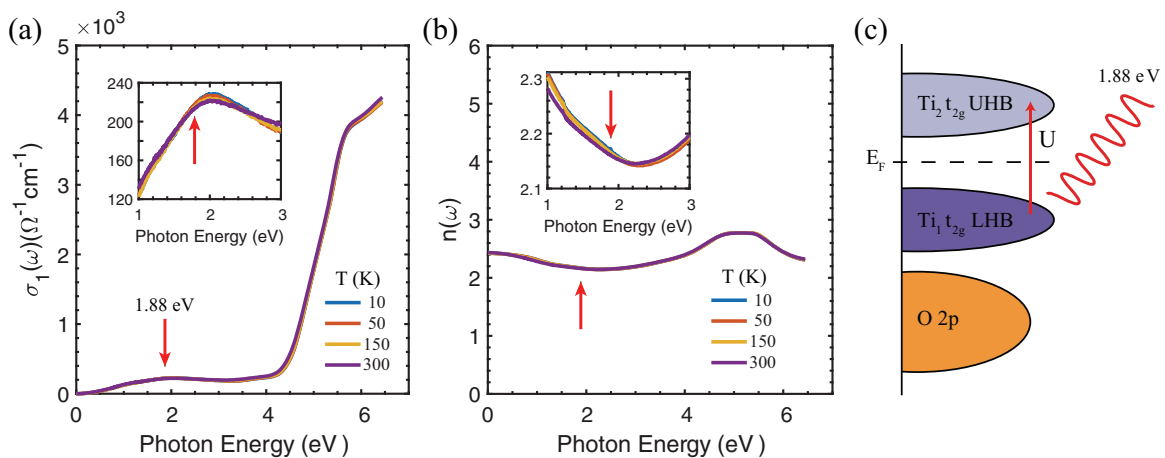 (a)
×10³
5
4
3
2
1
0
σ₁(ω)(Ω⁻¹cm⁻¹)
240
200
160
120
1 2 3
Photon Energy (eV)
1.88 eV
T (K)
10
50
150
300
0 2 4 6
Photon Energy (eV)
(b)
6
5
4
3
2
1
0
n(ω)
2.3
2.2
2.1
1 2 3
Photon Energy (eV)
T (K)
10
50
150
300
0 2 4 6
Photon Energy (eV)
(c)
1.88 eV
Ti₂ t₂g UHB
U
E_F
Ti₁ t₂g LHB
O 2p